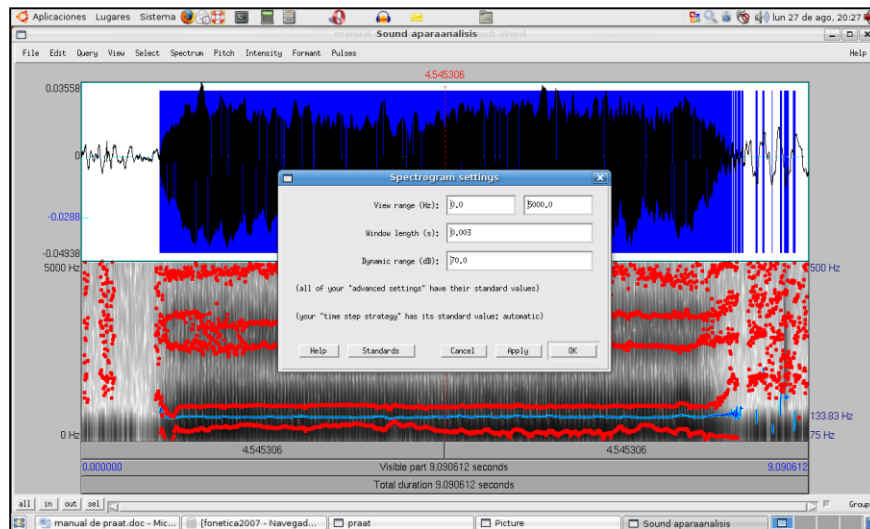 Aplicaciones Lugares Sistema lun 27 de ago, 20:27
manual Sound aparaanalisis soft Word
File Edit Query View Select Spectrum Pitch Intensity Formant Pulses Help
4.545306
0.03558
0
-0.0288
-0.04938
5000 Hz 500 Hz
Spectrogram settings
View range (Hz): 0.0 5000.0
Window length (s): 0.003
Dynamic range (dB): 70.0
(all of your "advanced settings" have their standard values)
(your "time step strategy" has its standard value: automatic)
Help Standards Cancel Apply OK
133.83 Hz
0 Hz 75 Hz
4.545306 4.545306
0.000000 Visible part 9.090612 seconds 9.090612
Total duration 9.090612 seconds
all in out sel Group
manual de praat.doc - Mic... [fonetica2007 - Navegad... praat Picture Sound aparaanalisis